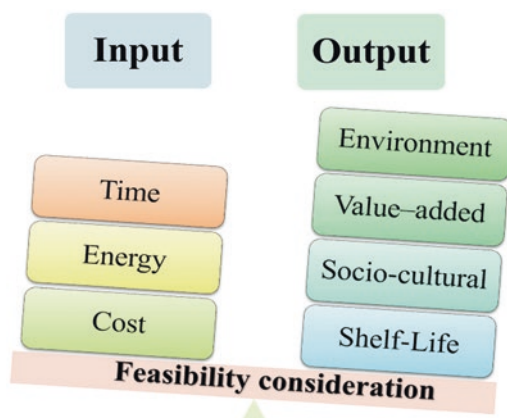 Input
Output
Time
Energy
Cost
Environment
Value–added
Socio-cultural
Shelf-Life
Feasibility consideration